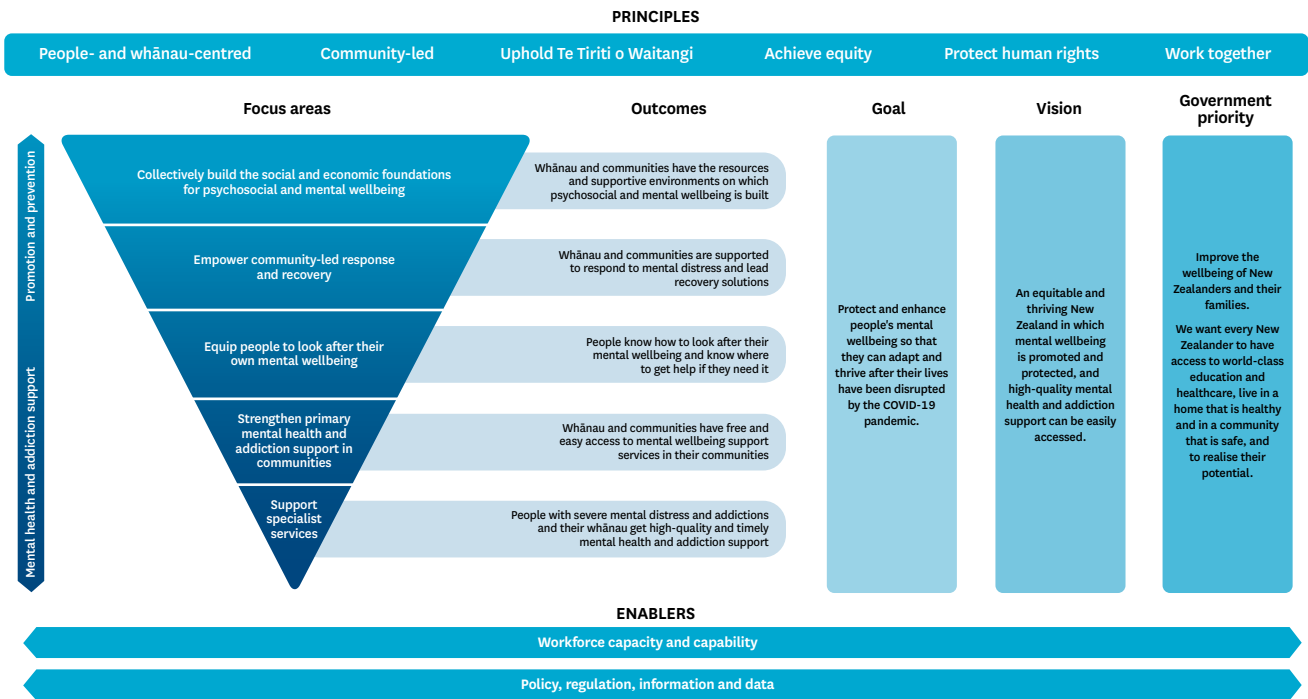 PRINCIPLES
People- and whānau-centred
Community-led
Uphold Te Tiriti o Waitangi
Achieve equity
Protect human rights
Work together
Focus areas
Outcomes
Goal
Vision
Government
priority
Promotion and prevention
Mental health and addiction support
Collectively build the social and economic foundations
for psychosocial and mental wellbeing
Whānau and communities have the resources
and supportive environments on which
psychosocial and mental wellbeing is built
Empower community-led response
and recovery
Whānau and communities are supported
to respond to mental distress and lead
recovery solutions
Equip people to look after their
own mental wellbeing
People know how to look after their
mental wellbeing and know where
to get help if they need it
Strengthen primary
mental health and
addiction support in
communities
Whānau and communities have free and
easy access to mental wellbeing support
services in their communities
Support
specialist
services
People with severe mental distress and addictions
and their whānau get high-quality and timely
mental health and addiction support
Protect and enhance
people's mental
wellbeing so that
they can adapt and
thrive after their lives
have been disrupted
by the COVID-19
pandemic.
An equitable and
thriving New
Zealand in which
mental wellbeing
is promoted and
protected, and
high-quality mental
health and addiction
support can be easily
accessed.
Improve the
wellbeing of New
Zealanders and their
families.
We want every New
Zealander to have
access to world-class
education and
healthcare, live in a
home that is healthy
and in a community
that is safe, and
to realise their
potential.
ENABLERS
Workforce capacity and capability
Policy, regulation, information and data